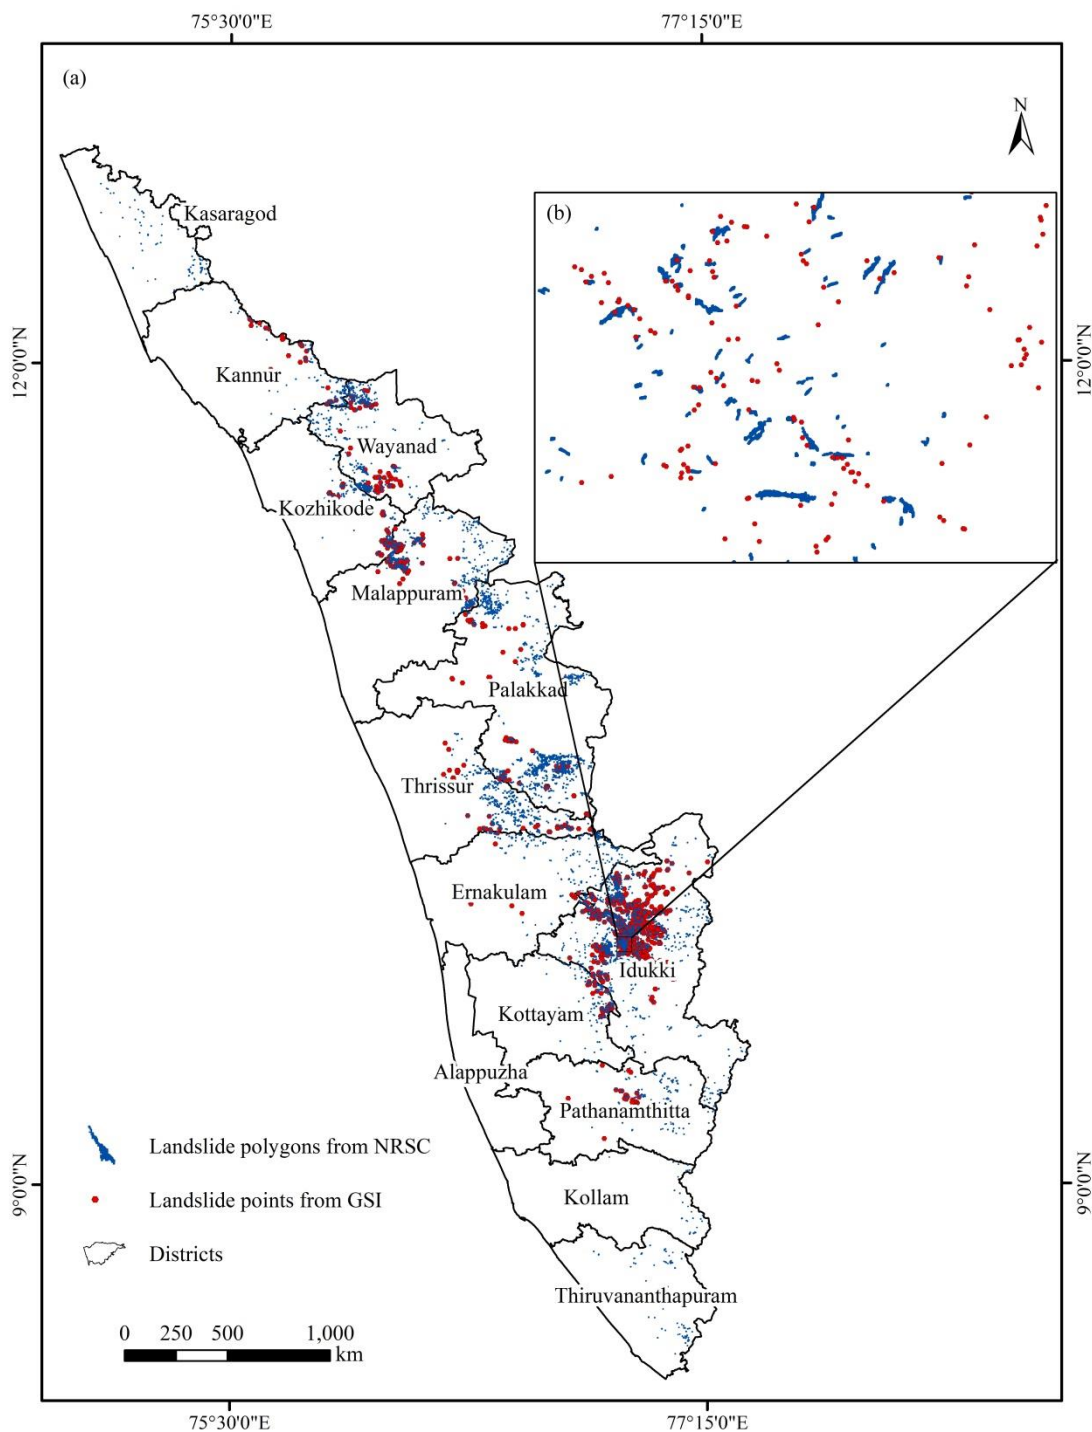 75°30'0"E
77°15'0"E
(a)
N
Kasaragod
(b)
12°0'0"N
12°0'0"N
Kannur
Wayanad
Kozhikode
Malappuram
Palakkad
Thrissur
Ernakulam
Idukki
Kottayam
Alappuzha
Pathanamthitta
Landslide polygons from NRSC
9°0'0"N
9°0'0"N
Landslide points from GSI
Kollam
Districts
Thiruvananthapuram
0 250 500 1,000
km
75°30'0"E
77°15'0"E